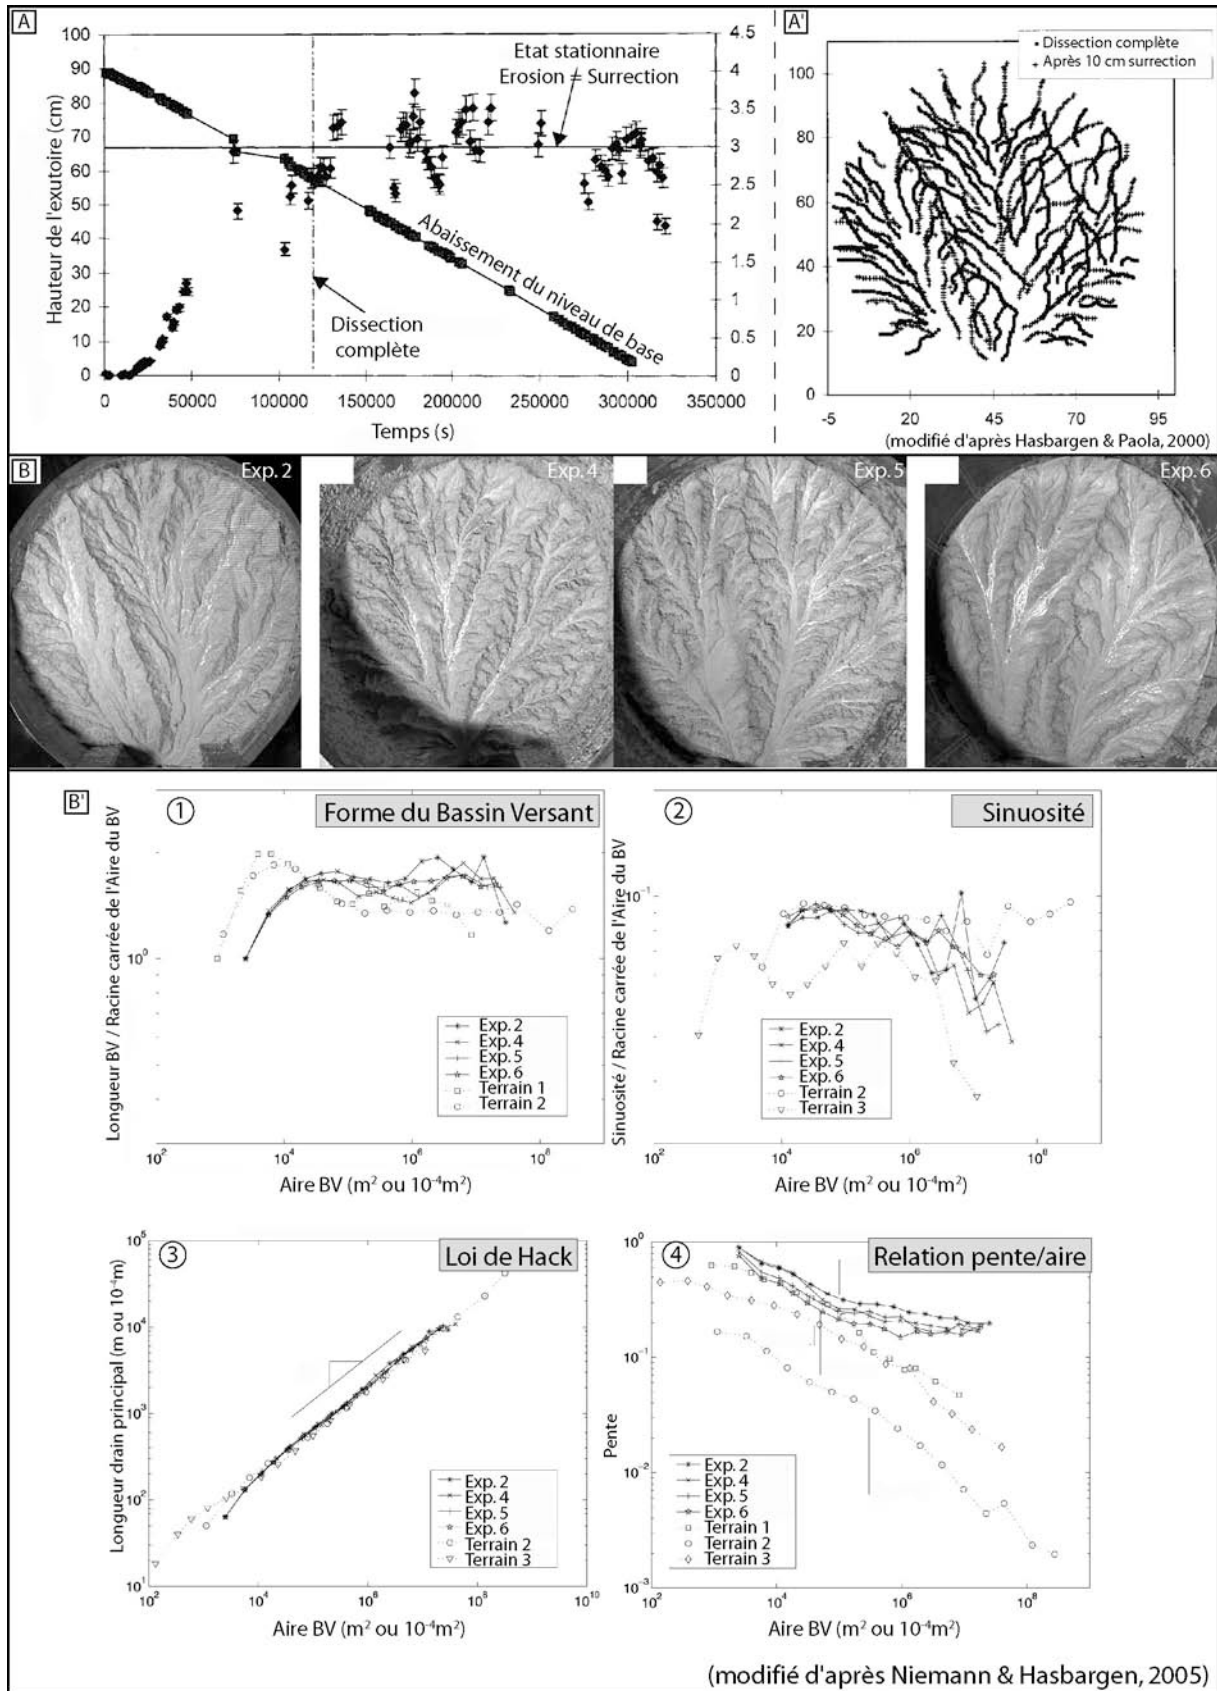 A
100
90
80
70
60
50
40
30
20
10
0
Hauteur de l'exutoire (cm)
4.5
4
3.5
3
2.5
2
1.5
1
0.5
0
Etat stationnaire
Erosion = Surrection
Abaissement du niveau de base
Dissection
complète
0 50000 100000 150000 200000 250000 300000 350000
Temps (s)
A'
Dissection complète
Après 10 cm surrection
100
80
60
40
20
0
-5 20 45 70 95
(modifié d'après Hasbargen & Paola, 2000)
B
Exp. 2
Exp. 4
Exp. 5
Exp. 6
B'
1
Forme du Bassin Versant
Longueur BV / Racine carrée de l'Aire du BV
10⁰
Exp. 2
Exp. 4
Exp. 5
Exp. 6
Terrain 1
Terrain 2
10² 10⁴ 10⁶ 10⁸
Aire BV (m² ou 10⁻⁴m²)
2
Sinuosité
Sinuosité / Racine carrée de l'Aire du BV
10⁻¹
Exp. 2
Exp. 4
Exp. 5
Exp. 6
Terrain 2
Terrain 3
10² 10⁴ 10⁶ 10⁸
Aire BV (m² ou 10⁻⁴m²)
3
Loi de Hack
Longueur drain principal (m ou 10⁻⁴m)
10⁵
10⁴
10³
10²
10¹
Exp. 2
Exp. 4
Exp. 5
Exp. 6
Terrain 2
Terrain 3
10² 10⁴ 10⁶ 10⁸ 10¹⁰
Aire BV (m² ou 10⁻⁴m²)
4
Relation pente/aire
Pente
10⁰
10⁻¹
10⁻²
10⁻³
Exp. 2
Exp. 4
Exp. 5
Exp. 6
Terrain 1
Terrain 2
Terrain 3
10² 10⁴ 10⁶ 10⁸
Aire BV (m² ou 10⁻⁴m²)
(modifié d'après Niemann & Hasbargen, 2005)